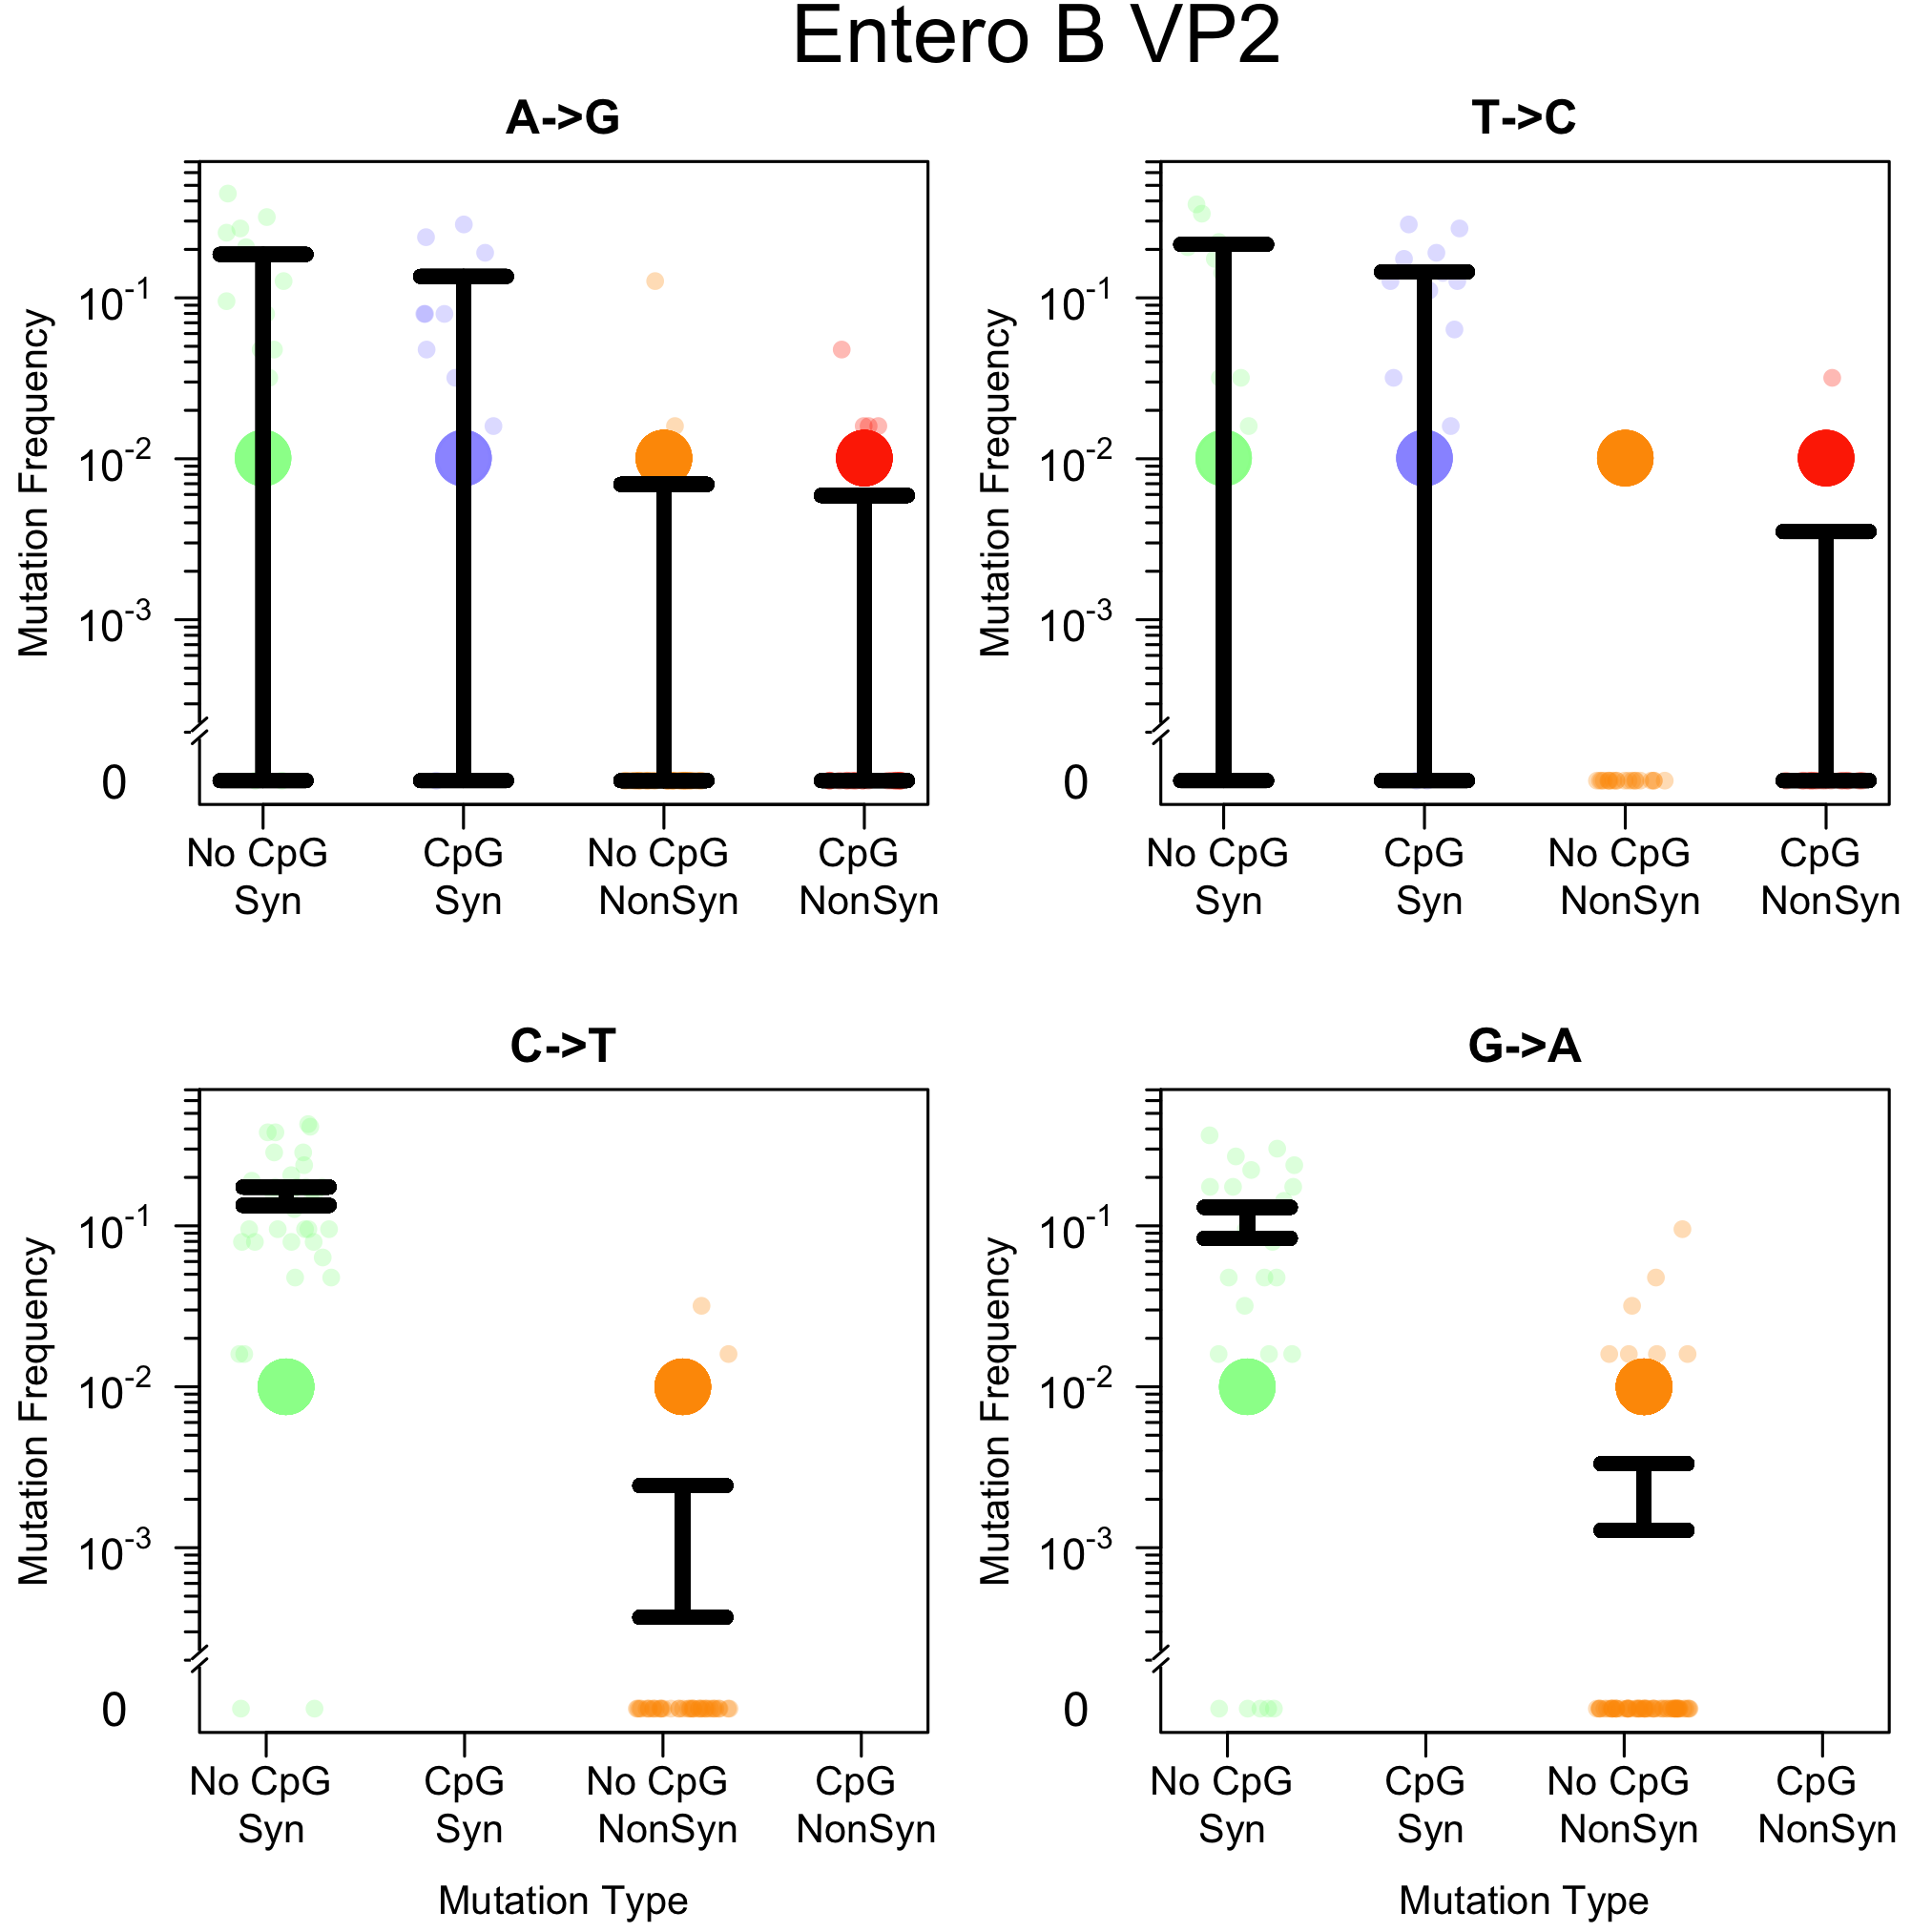 Entero B VP2
A->G
Mutation Frequency
10-1
10-2
10-3
0
No CpG Syn
CpG Syn
No CpG NonSyn
CpG NonSyn
T->C
Mutation Frequency
10-1
10-2
10-3
0
No CpG Syn
CpG Syn
No CpG NonSyn
CpG NonSyn
C->T
Mutation Frequency
10-1
10-2
10-3
0
No CpG Syn
CpG Syn
No CpG NonSyn
CpG NonSyn
Mutation Type
G->A
Mutation Frequency
10-1
10-2
10-3
0
No CpG Syn
CpG Syn
No CpG NonSyn
CpG NonSyn
Mutation Type